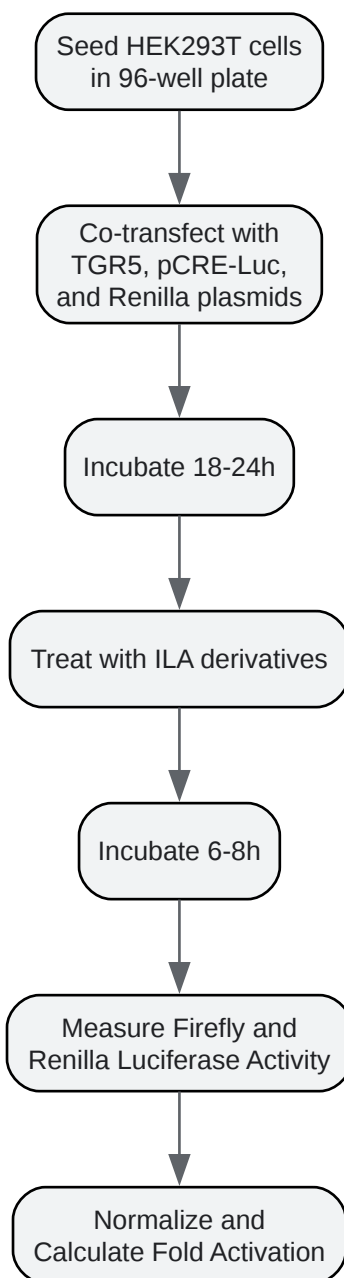 Seed HEK293T cells
in 96-well plate
Co-transfect with
TGR5, pCRE-Luc,
and Renilla plasmids
Incubate 18-24h
Treat with ILA derivatives
Incubate 6-8h
Measure Firefly and
Renilla Luciferase Activity
Normalize and
Calculate Fold Activation